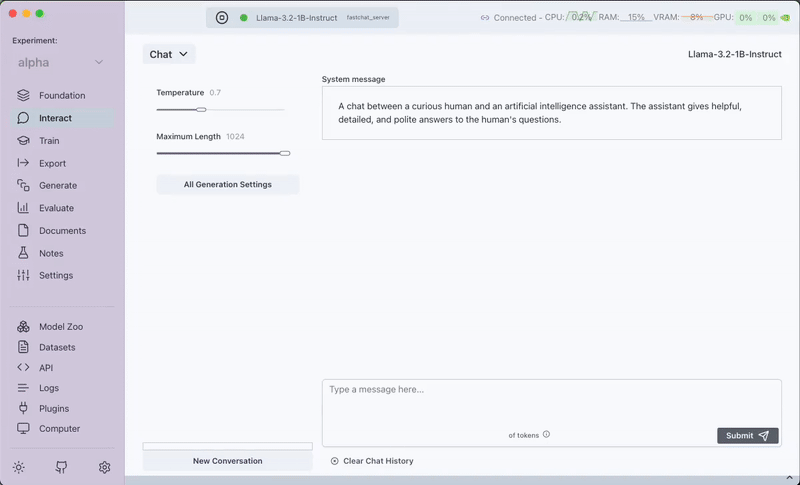 Llama-3.2-1B-Instruct fastchat_server
Connected - CPU: 0.2% RAM: 15% VRAM: 8% GPU: 0% 0%
Experiment:
alpha
Foundation
Interact
Train
Export
Generate
Evaluate
Documents
Notes
Settings
Model Zoo
Datasets
API
Logs
Plugins
Computer
Chat
Llama-3.2-1B-Instruct
Temperature 0.7
Maximum Length 1024
All Generation Settings
System message
A chat between a curious human and an artificial intelligence assistant. The assistant gives helpful,
detailed, and polite answers to the human's questions.
Type a message here...
of tokens
Submit
New Conversation
Clear Chat History